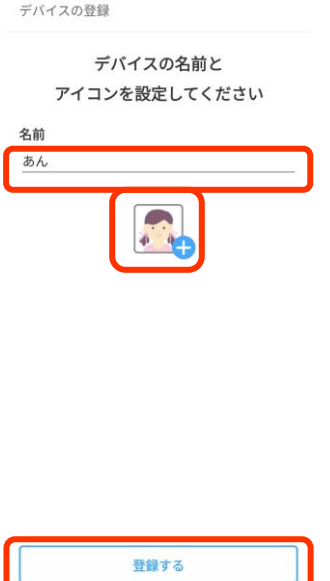 デバイスの登録
デバイスの名前と
アイコンを設定してください
名前
あん
登録する